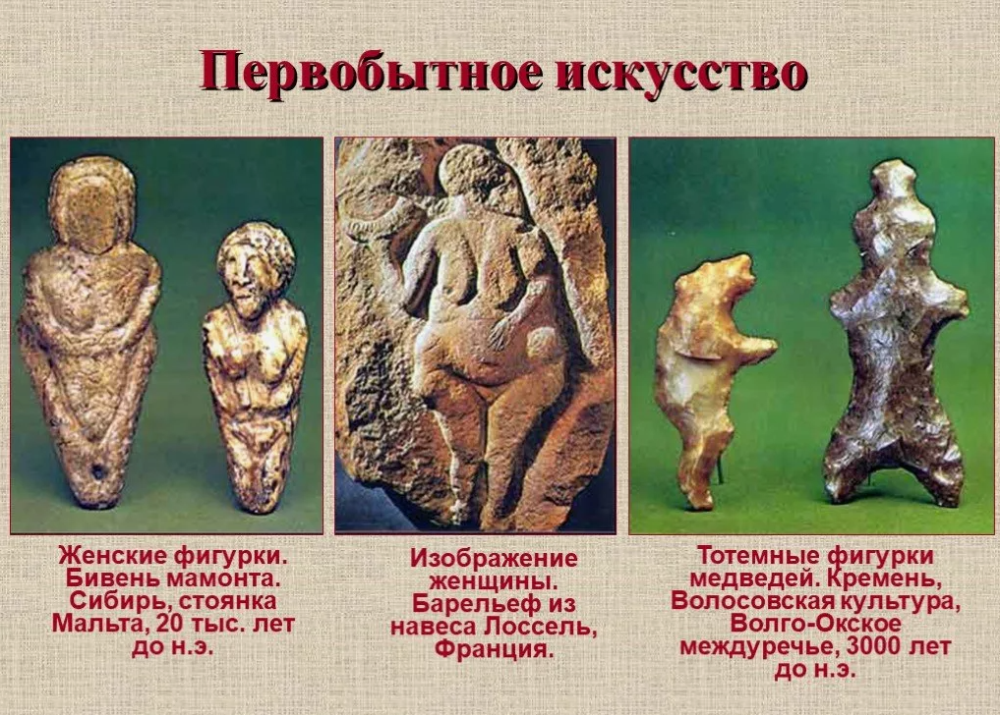 Первобытное искусство
Женские фигурки.
Бивень мамонта.
Сибирь, стоянка
Мальта, 20 тыс. лет
до н.э.
Изображение
женщины.
Барельеф из
навеса Лоссель,
Франция.
Тотемные фигурки
медведей. Кремень,
Волосовская культура,
Волго-Окское
междуречье, 3000 лет
до н.э.